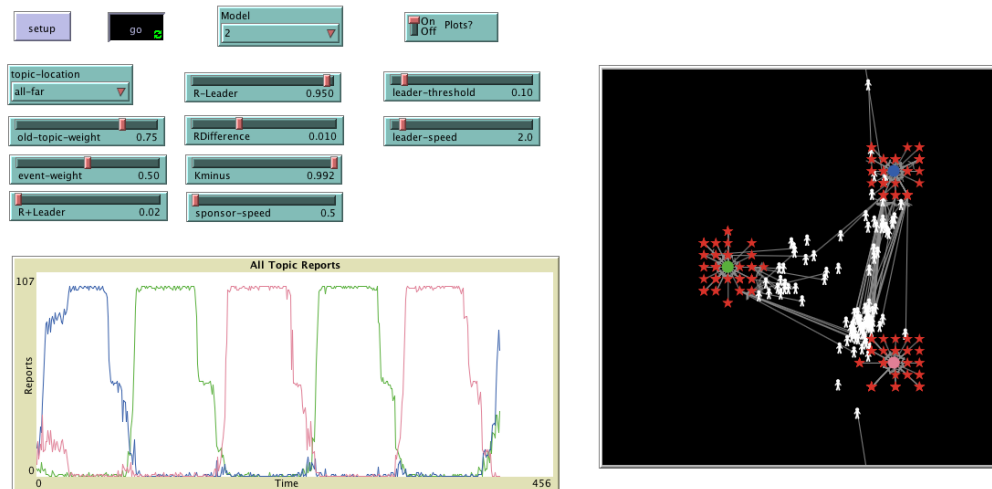 setup
go
Model
2
On
Off
Plots?
topic-location
all-far
R-Leader 0.950
leader-threshold 0.10
old-topic-weight 0.75
RDifference 0.010
leader-speed 2.0
event-weight 0.50
Kminus 0.992
R+Leader 0.02
sponsor-speed 0.5
All Topic Reports
107
Reports
0
0
Time
456